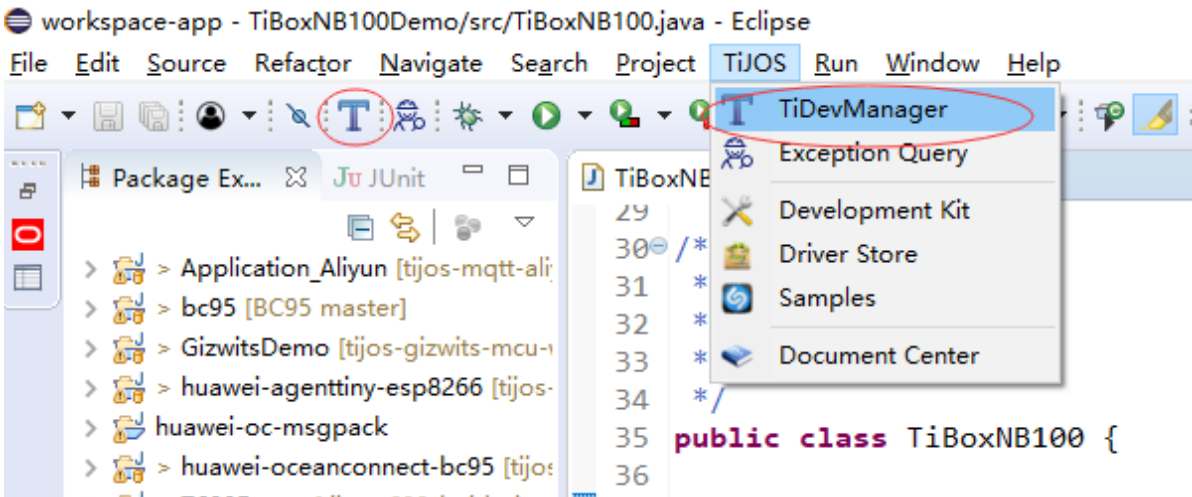 workspace-app - TiBoxNB100Demo/src/TiBoxNB100.java - Eclipse
File Edit Source Refactor Navigate Search Project TiJOS Run Window Help
TiDevManager
Exception Query
Development Kit
Driver Store
Samples
Document Center
Package Ex... JUnit
> Application_Aliyun [tijos-mqtt-ali
> bc95 [BC95 master]
> GizwitsDemo [tijos-gizwits-mcu-
> huawei-agenttiny-esp8266 [tijos-
huawei-oc-msgpack
> huawei-oceanconnect-bc95 [tijos
TiBoxNB
29
30 /*
31 *
32 *
33 *
34 */
35 public class TiBoxNB100 {
36